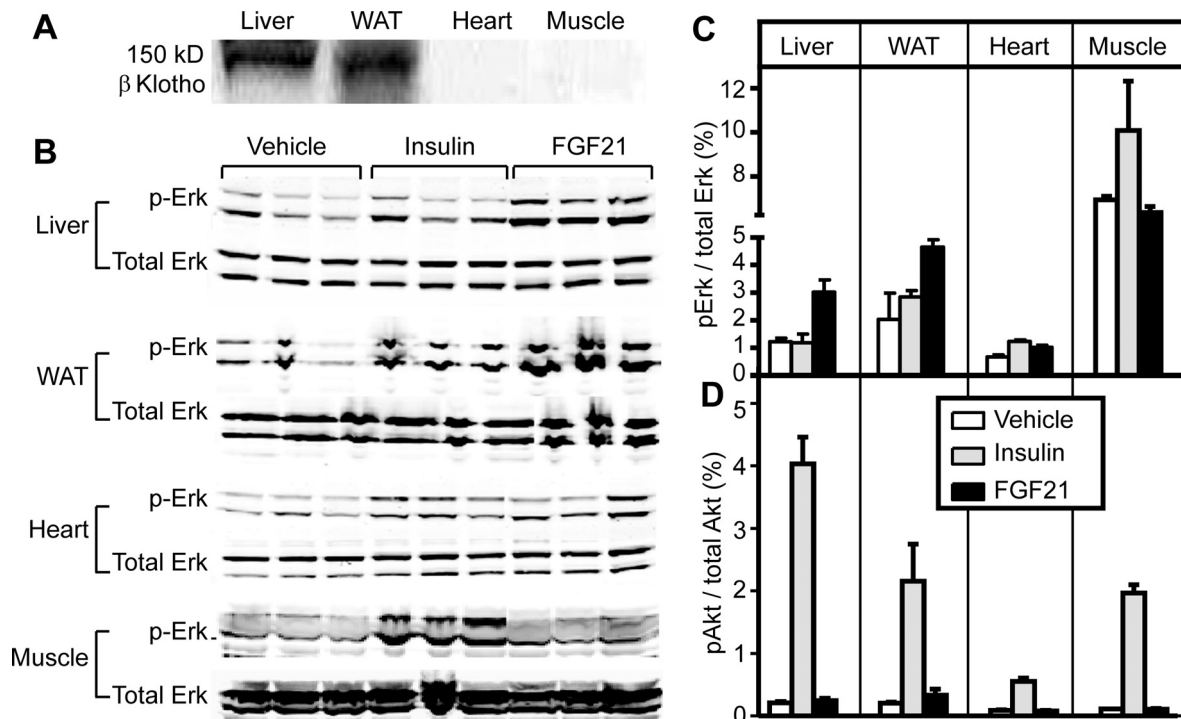 A
Liver WAT Heart Muscle
150 kD
β Klotho
B
Vehicle Insulin FGF21
p-Erk
Liver
Total Erk
p-Erk
WAT
Total Erk
p-Erk
Heart
Total Erk
p-Erk
Muscle
Total Erk
C
Liver WAT Heart Muscle
pErk / total Erk (%)
12
10
8
5
4
3
2
1
0
D
pAkt / total Akt (%)
5
4
2
1
0
Vehicle
Insulin
FGF21